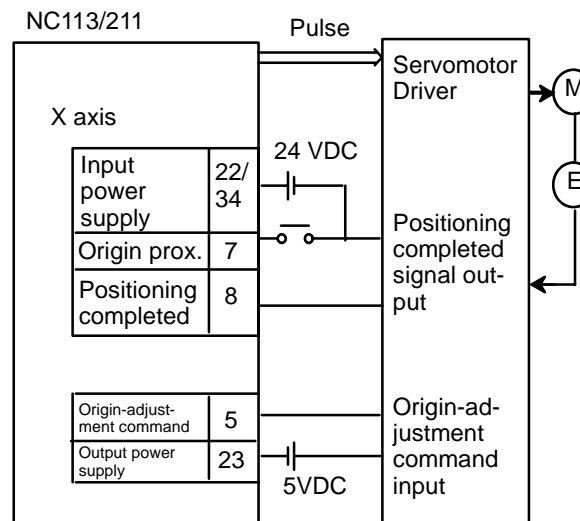 NC113/211
Pulse
Servomotor
Driver
M
X axis
24 VDC
Input
power
supply
22/
34
E
Origin prox.
7
Positioning
completed
8
Positioning
completed
signal out-
put
Origin-adjust-
ment command
5
Output power
supply
23
5VDC
Origin-ad-
justment
command
input